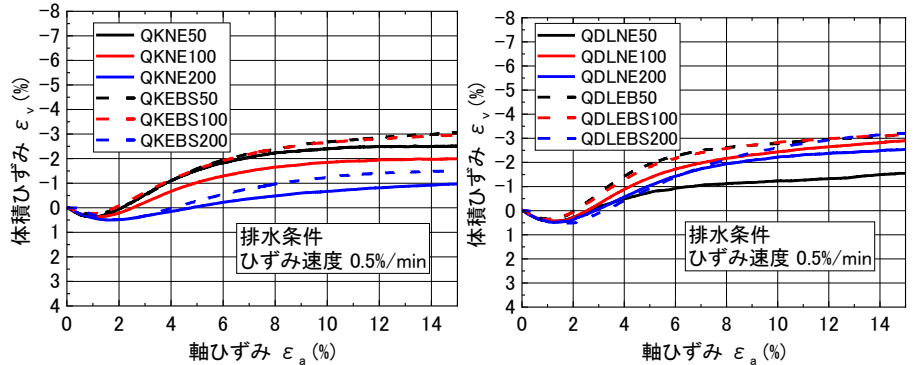 -8
-7
-6
-5
-4
-3
-2
-1
0
1
2
3
4
体積ひずみ εv (%)
QKNE50
QKNE100
QKNE200
QKEBS50
QKEBS100
QKEBS200
排水条件
ひずみ速度 0.5%/min
0 2 4 6 8 10 12 14
軸ひずみ εa (%)
-8
-7
-6
-5
-4
-3
-2
-1
0
1
2
3
4
体積ひずみ εv (%)
QDLNE50
QDLNE100
QDLNE200
QDLEB50
QDLEBS100
QDLEBS200
排水条件
ひずみ速度 0.5%/min
0 2 4 6 8 10 12 14
軸ひずみ εa (%)